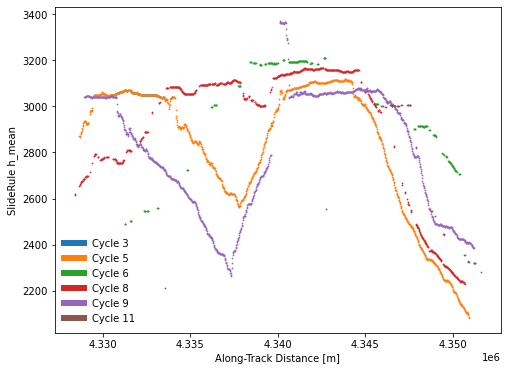 3400
3200
3000
2800
2600
2400
2200
SlideRule h_mean
Cycle 3
Cycle 5
Cycle 6
Cycle 8
Cycle 9
Cycle 11
4.330
4.335
4.340
4.345
4.350
1e6
Along-Track Distance [m]